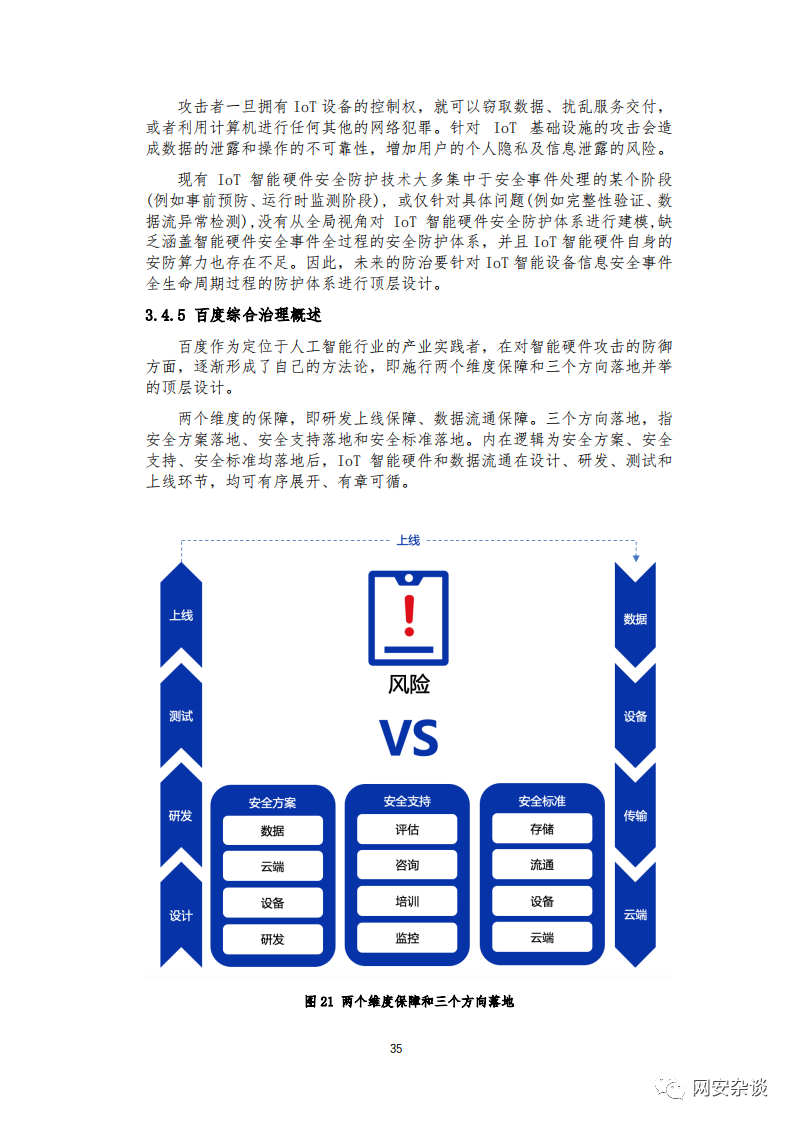 攻击者一旦拥有 IoT 设备的控制权，就可以窃取数据、扰乱服务交付，
或者利用计算机进行任何其他的网络犯罪。针对 IoT 基础设施的攻击会造
成数据的泄露和操作的不可靠性，增加用户的个人隐私及信息泄露的风险。
现有 IoT 智能硬件安全防护技术大多集中于安全事件处理的某个阶段
(例如事前预防、运行时监测阶段)，或仅针对具体问题(例如完整性验证、数
据流异常检测),没有从全局视角对 IoT 智能硬件安全防护体系进行建模,缺
乏涵盖智能硬件安全事件全过程的安全防护体系，并且 IoT 智能硬件自身的
安防算力也存在不足。因此，未来的防治要针对 IoT 智能设备信息安全事件
全生命周期过程的防护体系进行顶层设计。
3.4.5 百度综合治理概述
百度作为定位于人工智能行业的产业实践者，在对智能硬件攻击的防御
方面，逐渐形成了自己的方法论，即施行两个维度保障和三个方向落地并举
的顶层设计。
两个维度的保障，即研发上线保障、数据流通保障。三个方向落地，指
安全方案落地、安全支持落地和安全标准落地。内在逻辑为安全方案、安全
支持、安全标准均落地后，IoT 智能硬件和数据流通在设计、研发、测试和
上线环节，均可有序展开、有章可循。
上线
上线
测试
研发
设计
风险
VS
安全方案
数据
云端
设备
研发
安全支持
评估
咨询
培训
监控
安全标准
存储
流通
设备
云端
数据
设备
传输
云端
图 21 两个维度保障和三个方向落地
35
网安杂谈